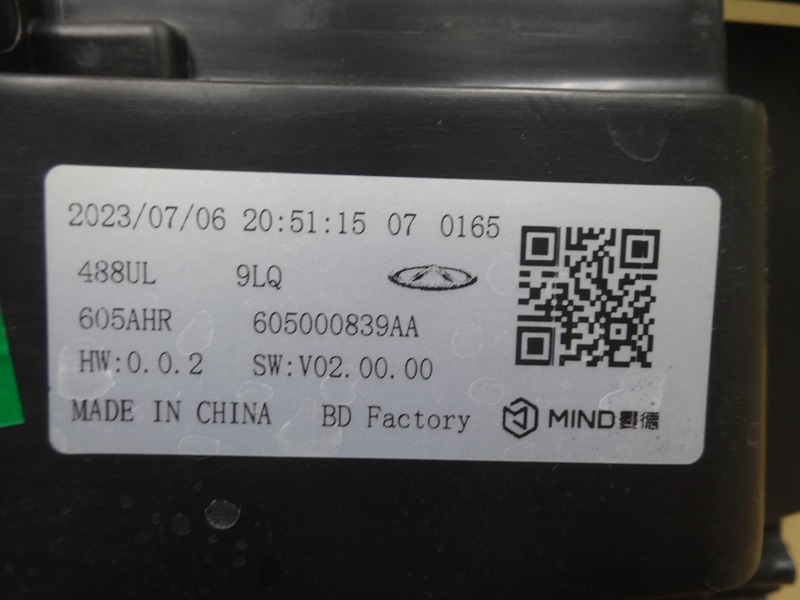 2023/07/06 20:51:15 07 0165
488UL 9LQ
605AHR 605000839AA
HW:0.0.2 SW:V02.00.00
MADE IN CHINA BD Factory MIND曼德